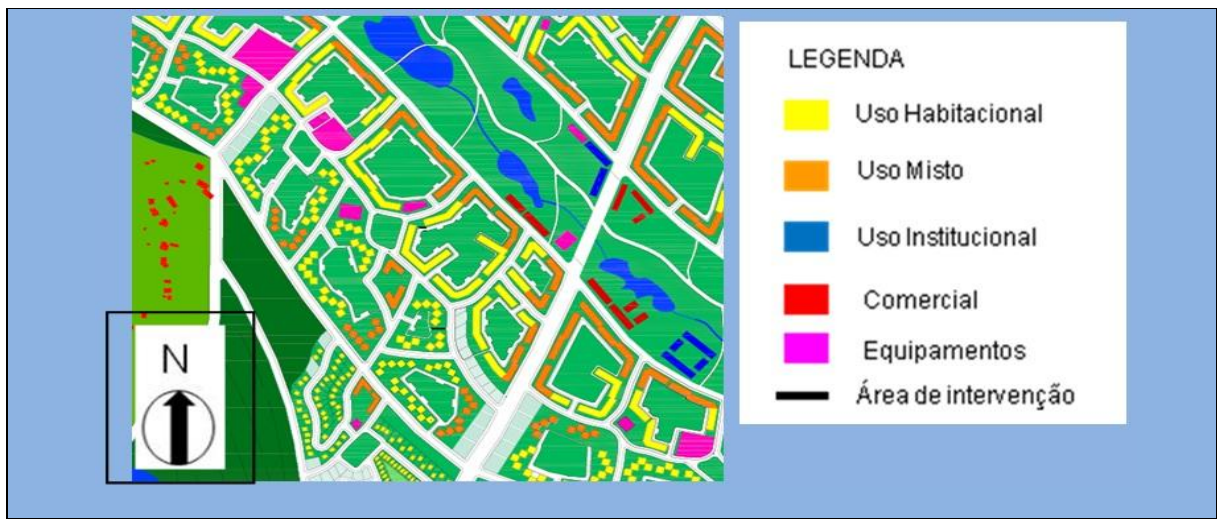 LEGENDA
Uso Habitacional
Uso Misto
Uso Institucional
Comercial
Equipamentos
Área de intervenção
N